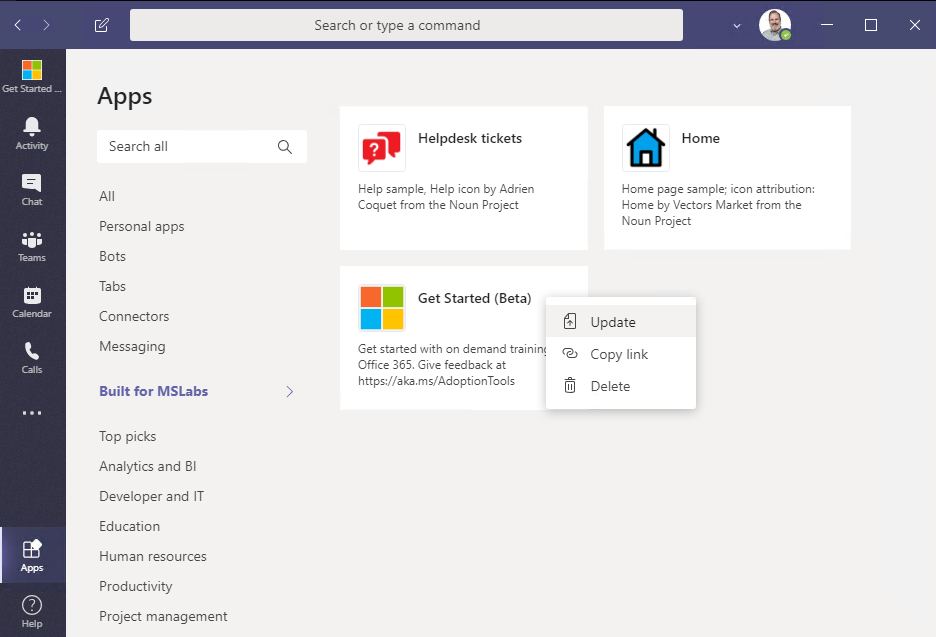 Search or type a command
Get Started ...
Activity
Chat
Teams
Calendar
Calls
Apps
Help
Apps
Search all
All
Personal apps
Bots
Tabs
Connectors
Messaging
Built for MSLabs
Top picks
Analytics and BI
Developer and IT
Education
Human resources
Productivity
Project management
Helpdesk tickets
Help sample, Help icon by Adrien
Coquet from the Noun Project
Home
Home page sample; icon attribution:
Home by Vectors Market from the
Noun Project
Get Started (Beta)
Get started with on demand training
Office 365. Give feedback at
https://aka.ms/AdoptionTools
Update
Copy link
Delete